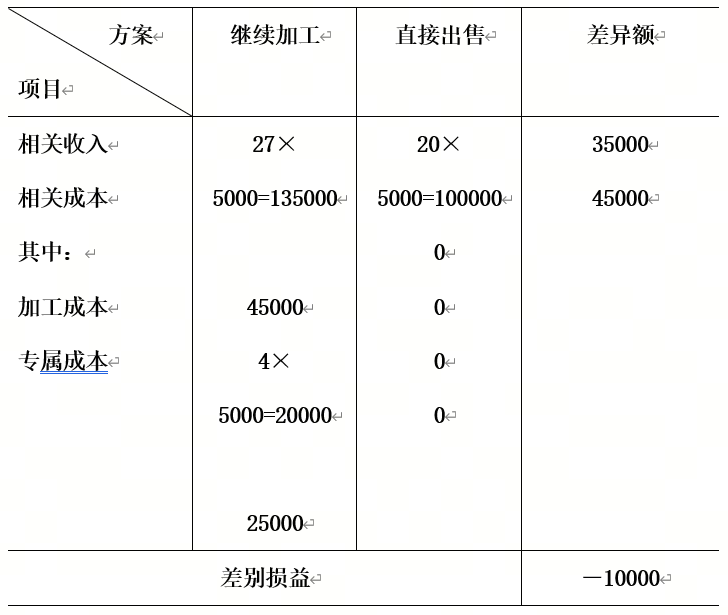 方案
项目
继续加工
直接出售
差异额
相关收入
相关成本
其中：
加工成本
专属成本
27×
5000=135000
45000
4×
5000=20000
25000
20×
5000=100000
0
0
0
0
35000
45000
差别损益
－10000